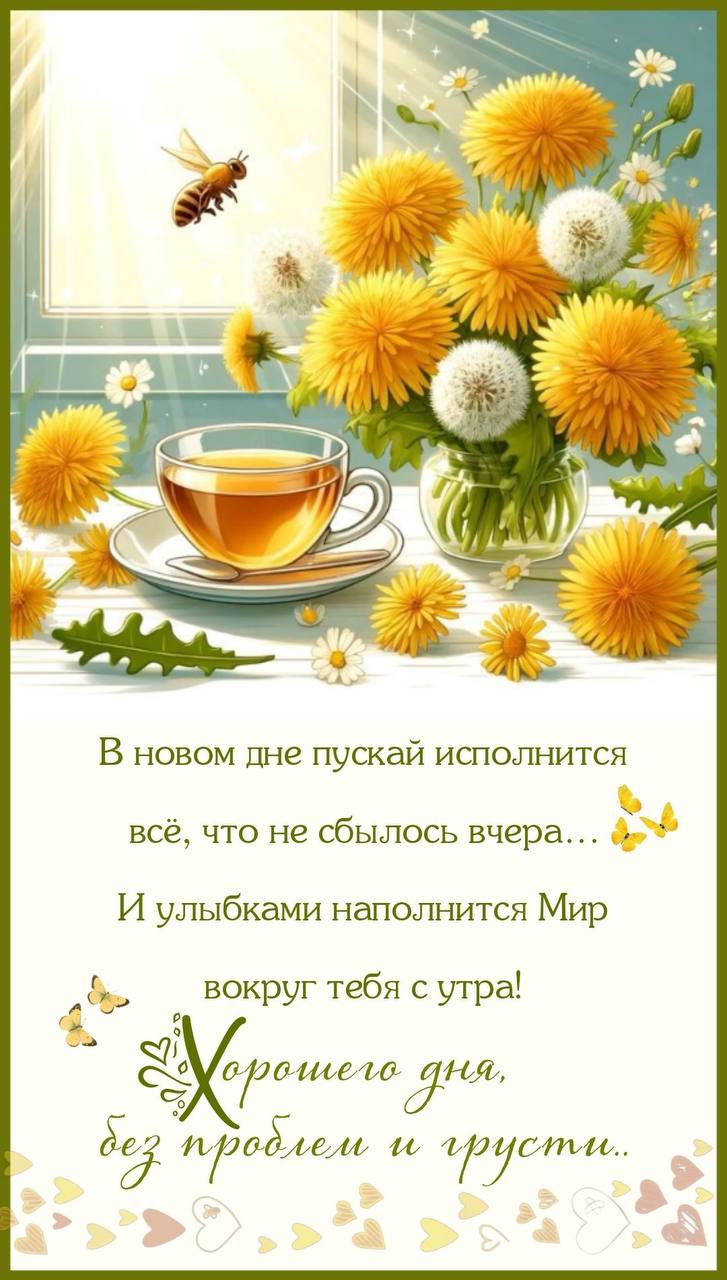 В новом дне пускай исполнится
всё, что не сбылось вчера...
И улыбками наполнится Мир
вокруг тебя с утра!
Хорошего дня,
без проблем и грусти..